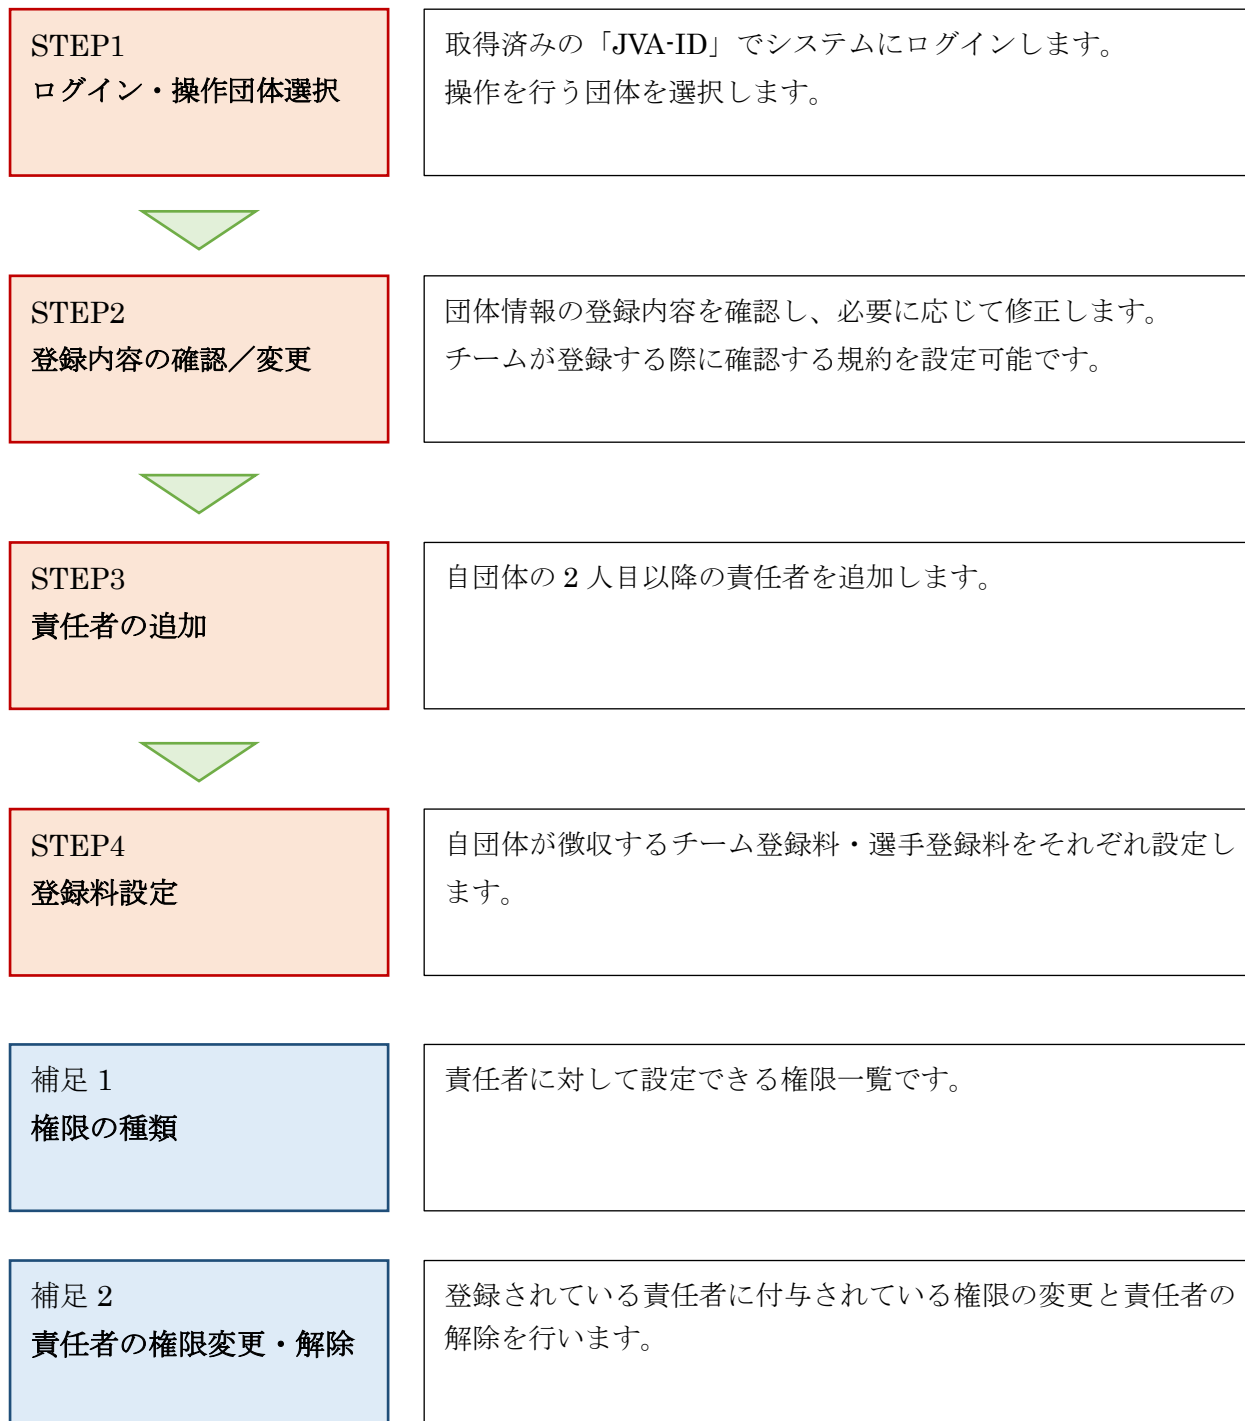 STEP1
ログイン・操作団体選択
取得済みの「JVA-ID」でシステムにログインします。
操作を行う団体を選択します。
STEP2
登録内容の確認／変更
団体情報の登録内容を確認し、必要に応じて修正します。
チームが登録する際に確認する規約を設定可能です。
STEP3
責任者の追加
自団体の 2 人目以降の責任者を追加します。
STEP4
登録料設定
自団体が徴収するチーム登録料・選手登録料をそれぞれ設定し
ます。
補足 1
権限の種類
責任者に対して設定できる権限一覧です。
補足 2
責任者の権限変更・解除
登録されている責任者に付与されている権限の変更と責任者の
解除を行います。